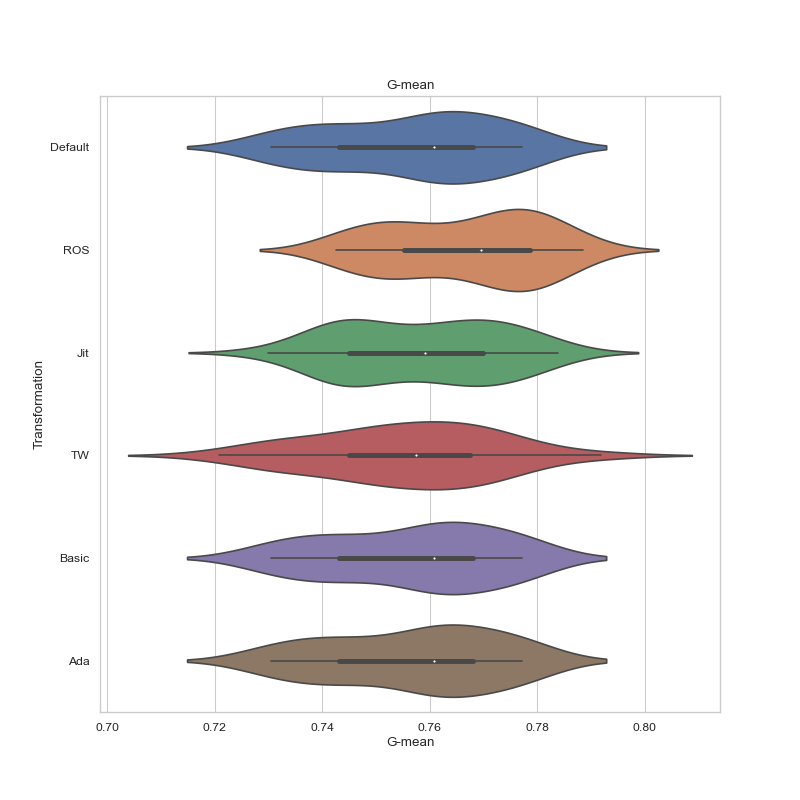 G-mean
Default
ROS
Jit
TW
Basic
Ada
Transformation
0.70 0.72 0.74 0.76 0.78 0.80
G-mean